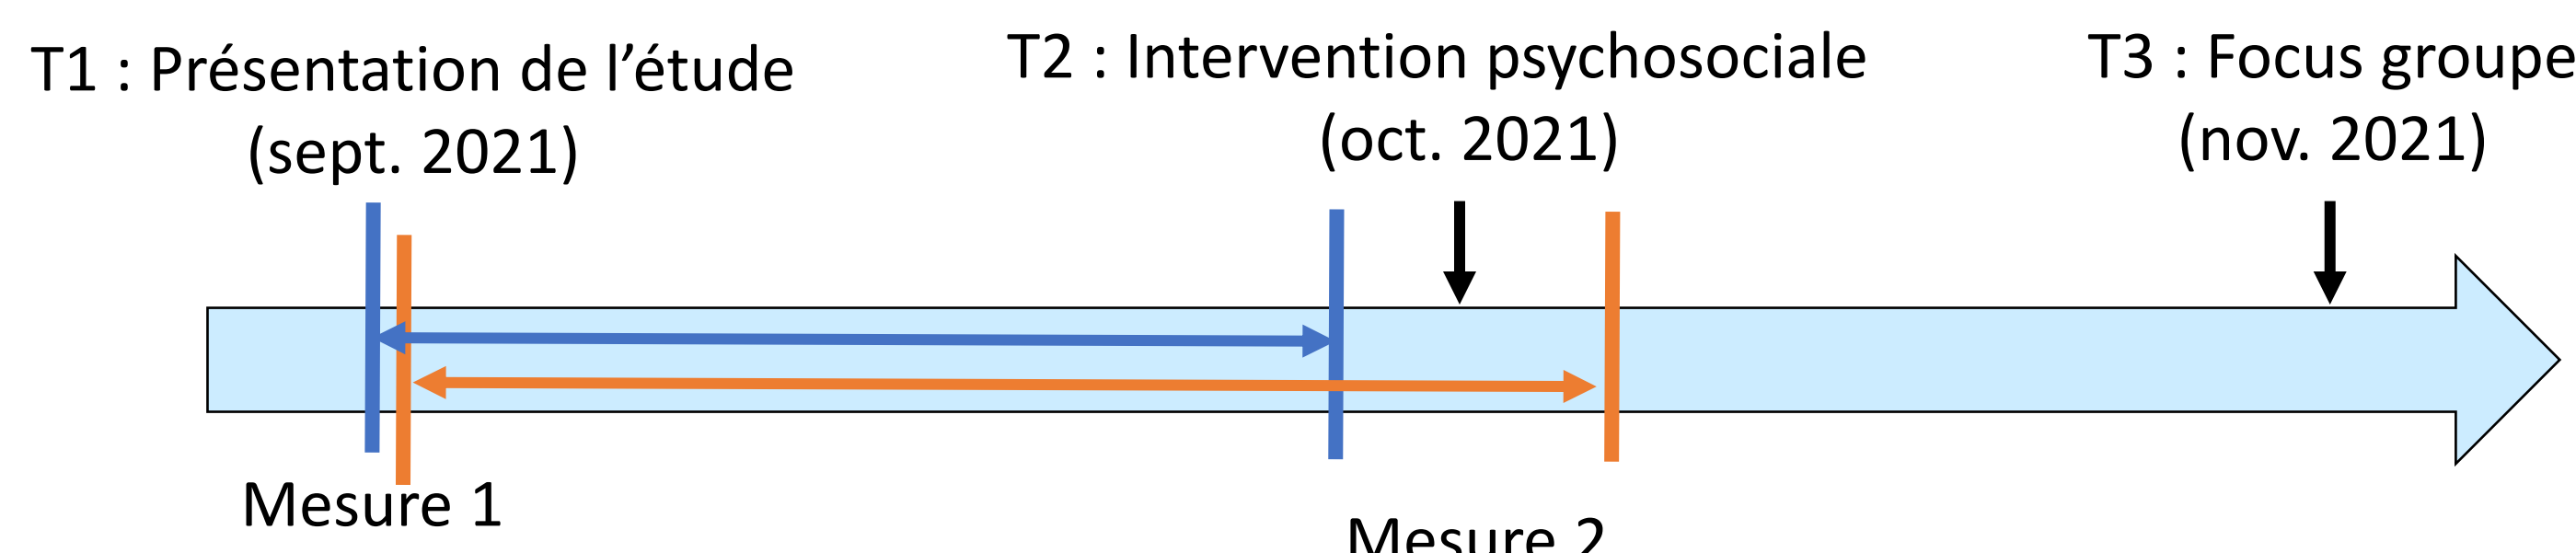 T1 : Présentation de l’étude
(sept. 2021)
T2 : Intervention psychosociale
(oct. 2021)
T3 : Focus groupe
(nov. 2021)
Mesure 1
Mesure 2